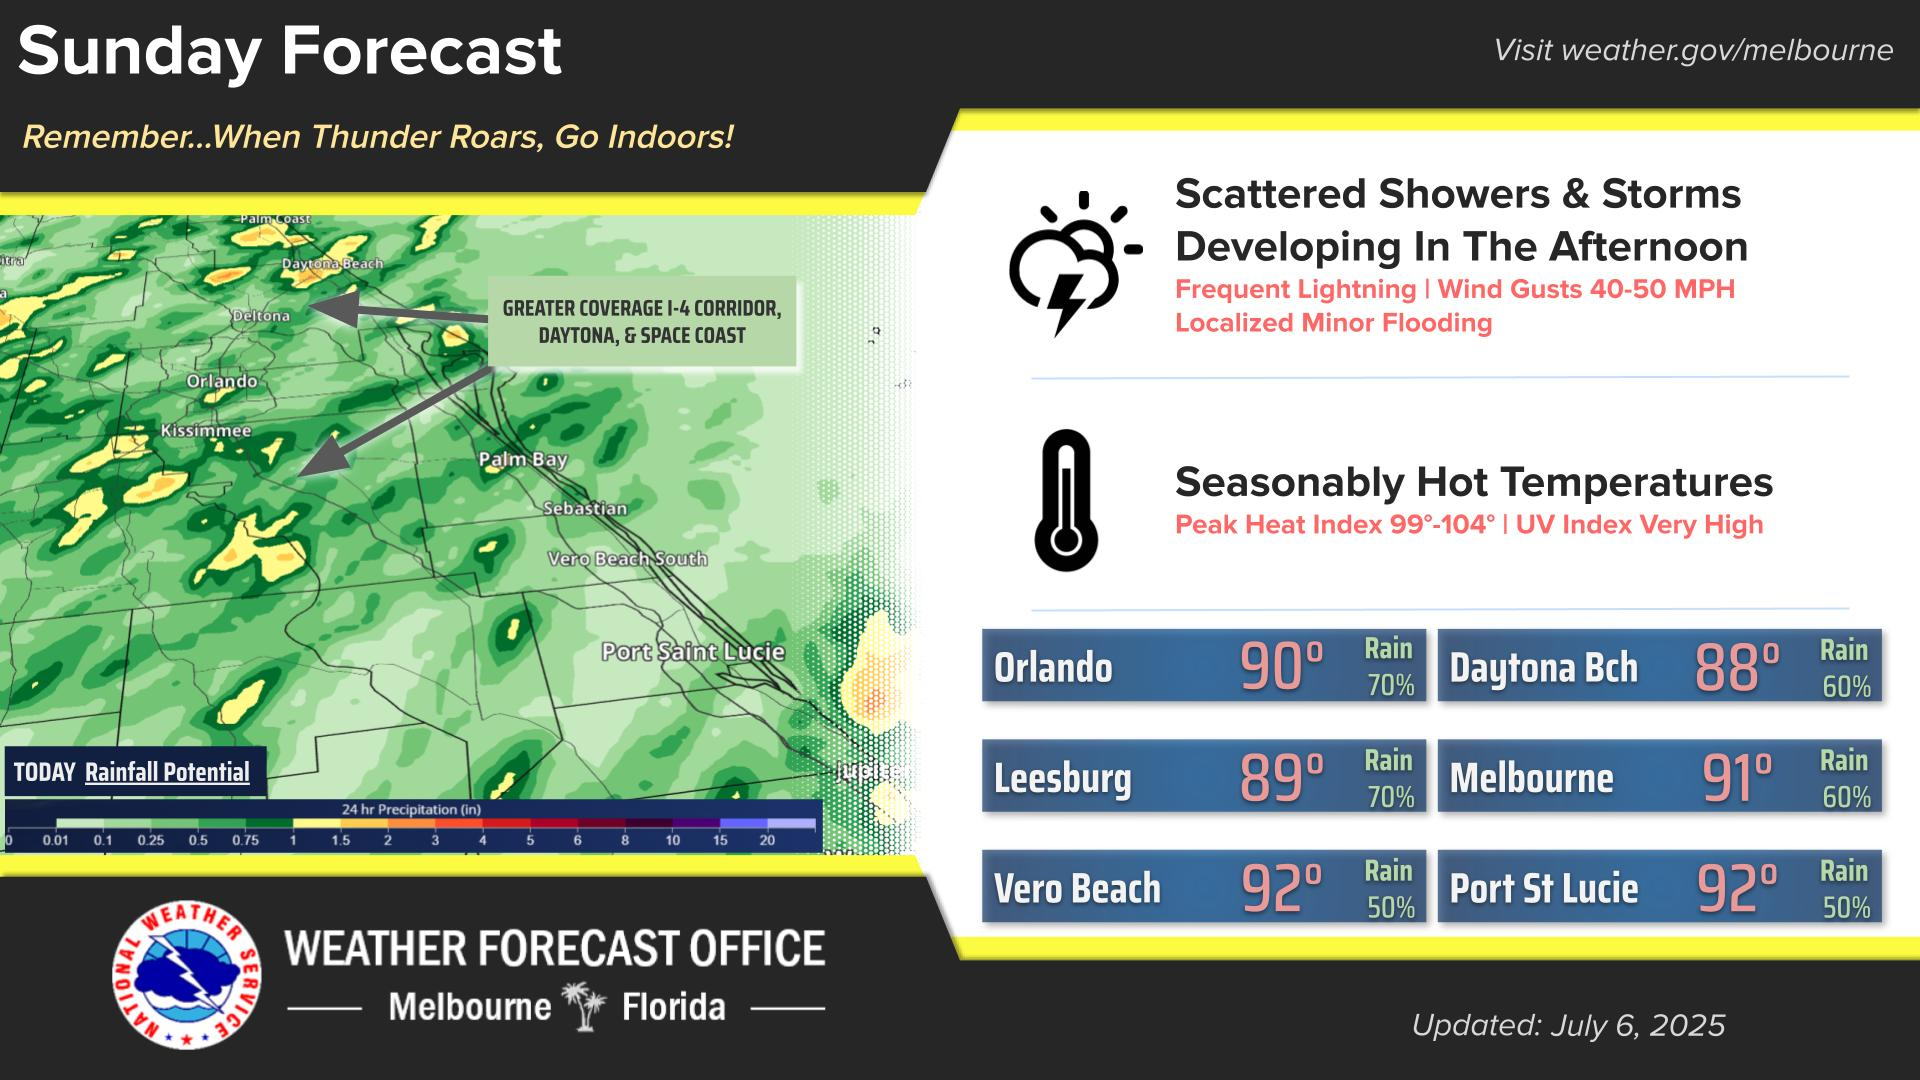 Sunday Forecast
Visit weather.gov/melbourne
Remember...When Thunder Roars, Go Indoors!
Palm Coast
Daytona Beach
Deltona
GREATER COVERAGE I-4 CORRIDOR,
DAYTONA, & SPACE COAST
Orlando
Kissimmee
Palm Bay
Sebastian
Vero Beach South
Port Saint Lucie
TODAY Rainfall Potential
24 hr Precipitation (in)
0 0.01 0.1 0.25 0.5 0.75 1 1.5 2 3 4 5 6 8 10 15 20
Scattered Showers & Storms
Developing In The Afternoon
Frequent Lightning | Wind Gusts 40-50 MPH
Localized Minor Flooding
Seasonably Hot Temperatures
Peak Heat Index 99°-104° | UV Index Very High
Orlando 90° Rain 70%
Daytona Bch 88° Rain 60%
Leesburg 89° Rain 70%
Melbourne 91° Rain 60%
Vero Beach 92° Rain 50%
Port St Lucie 92° Rain 50%
NATIONAL WEATHER SERVICE
WEATHER FORECAST OFFICE
Melbourne Florida
Updated: July 6, 2025